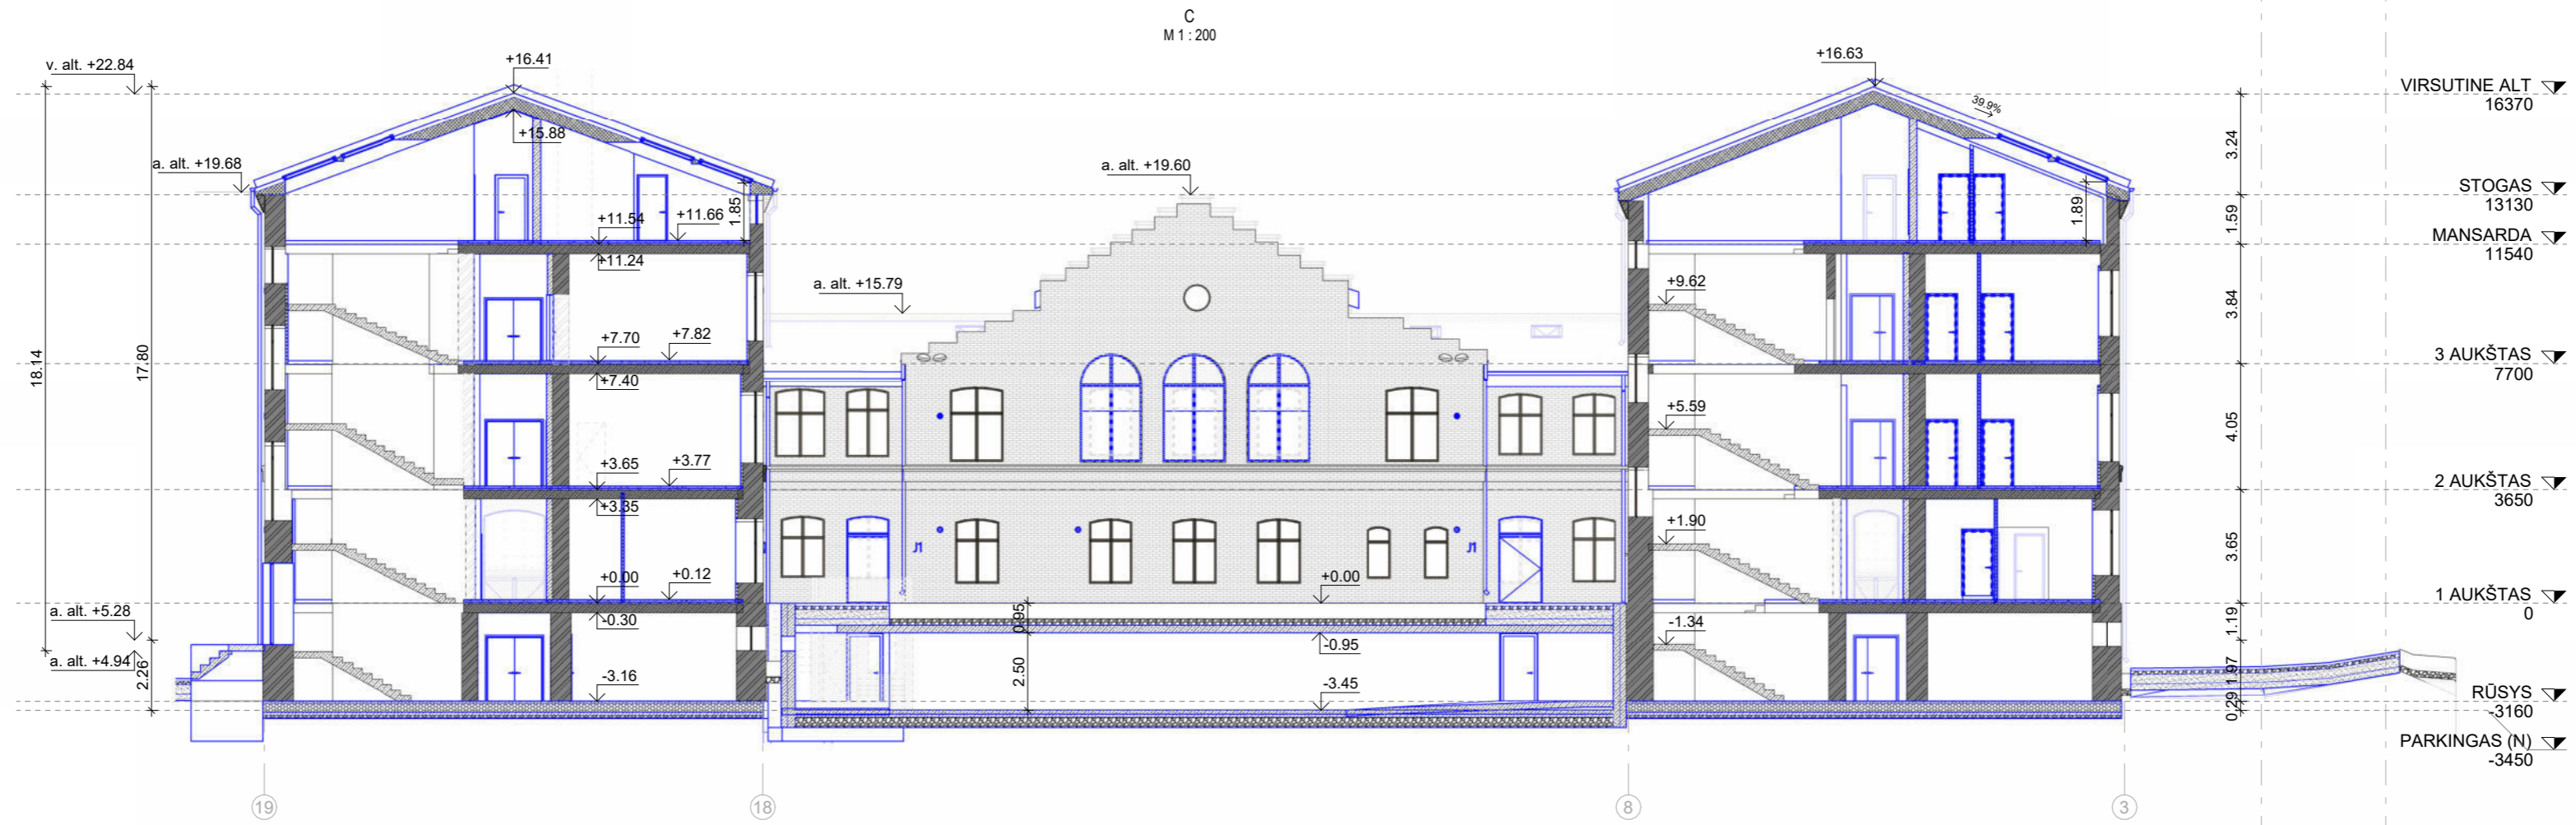 C
M 1 : 200
v. alt. +22.84
+16.41
+16.63
VIRSUTINE ALT
16370
39.9%
+15.88
a. alt. +19.68
a. alt. +19.60
3.24
STOGAS
13130
1.85
1.89
1.59
+11.54
+11.66
MANSARDA
11540
+11.24
a. alt. +15.79
+9.62
3.84
18.14
17.80
+7.70
+7.82
3 AUKŠTAS
7700
+7.40
+5.59
4.05
+3.65
+3.77
2 AUKŠTAS
3650
+3.35
J1
J1
+1.90
3.65
+0.00
+0.12
+0.00
1 AUKŠTAS
0
a. alt. +5.28
-0.30
0.95
-1.34
1.19
-0.95
a. alt. +4.94
2.26
-3.16
2.50
-3.45
1.97
0.29
RŪSYS
-3160
PARKINGAS (N)
-3450
19
18
8
3